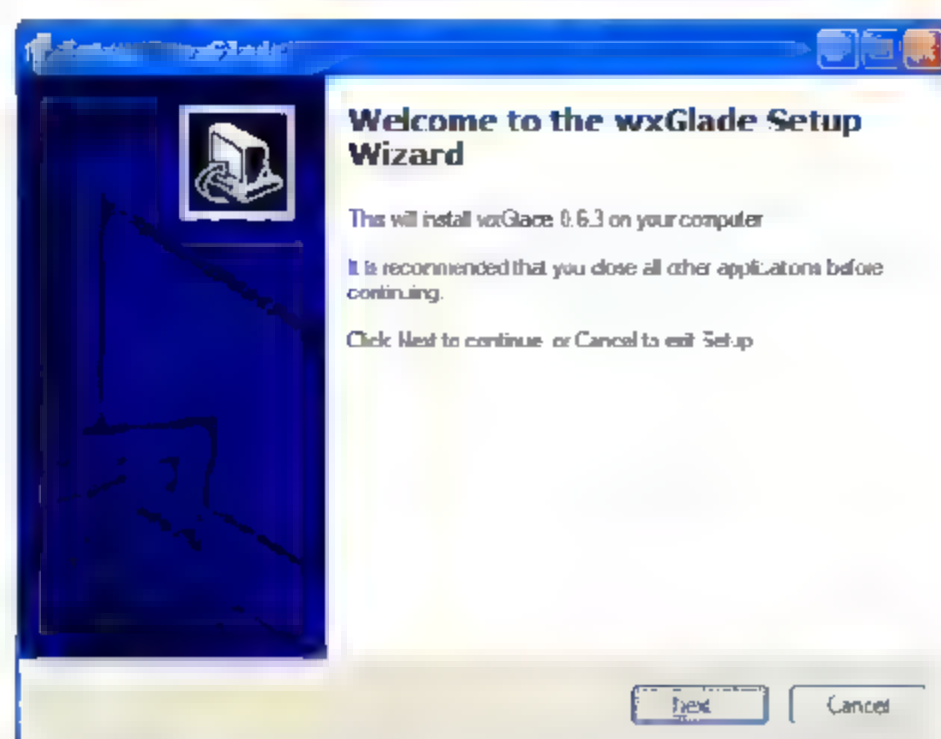 Welcome to the wxGlade Setup
Wizard
This will install wxGlade 0.6.3 on your computer
It is recommended that you close all other applications before
continuing.
Click Next to continue or Cancel to exit Setup
Next
Cancel